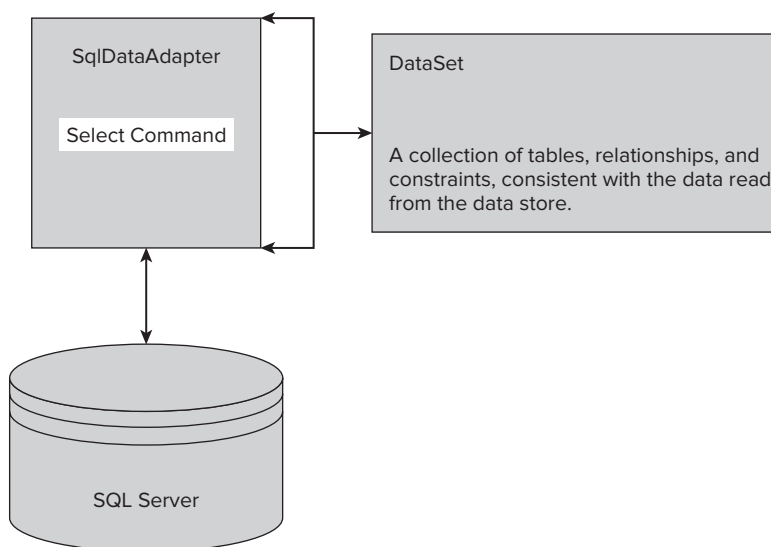 SqlDataAdapter
Select Command
DataSet
A collection of tables, relationships, and
constraints, consistent with the data read
from the data store.
SQL Server